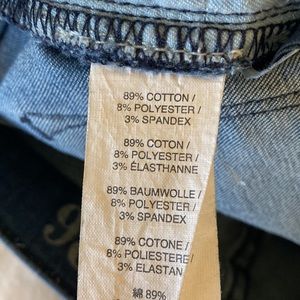 89% COTTON /
8% POLYESTER /
3% SPANDEX
89% COTON /
8% POLYESTER /
3% ÉLASTHANNE
89% BAUMWOLLE /
8% POLYESTER /
3% SPANDEX
89% COTONE /
8% POLIESTERE /
3% ELASTAN
綿 89%